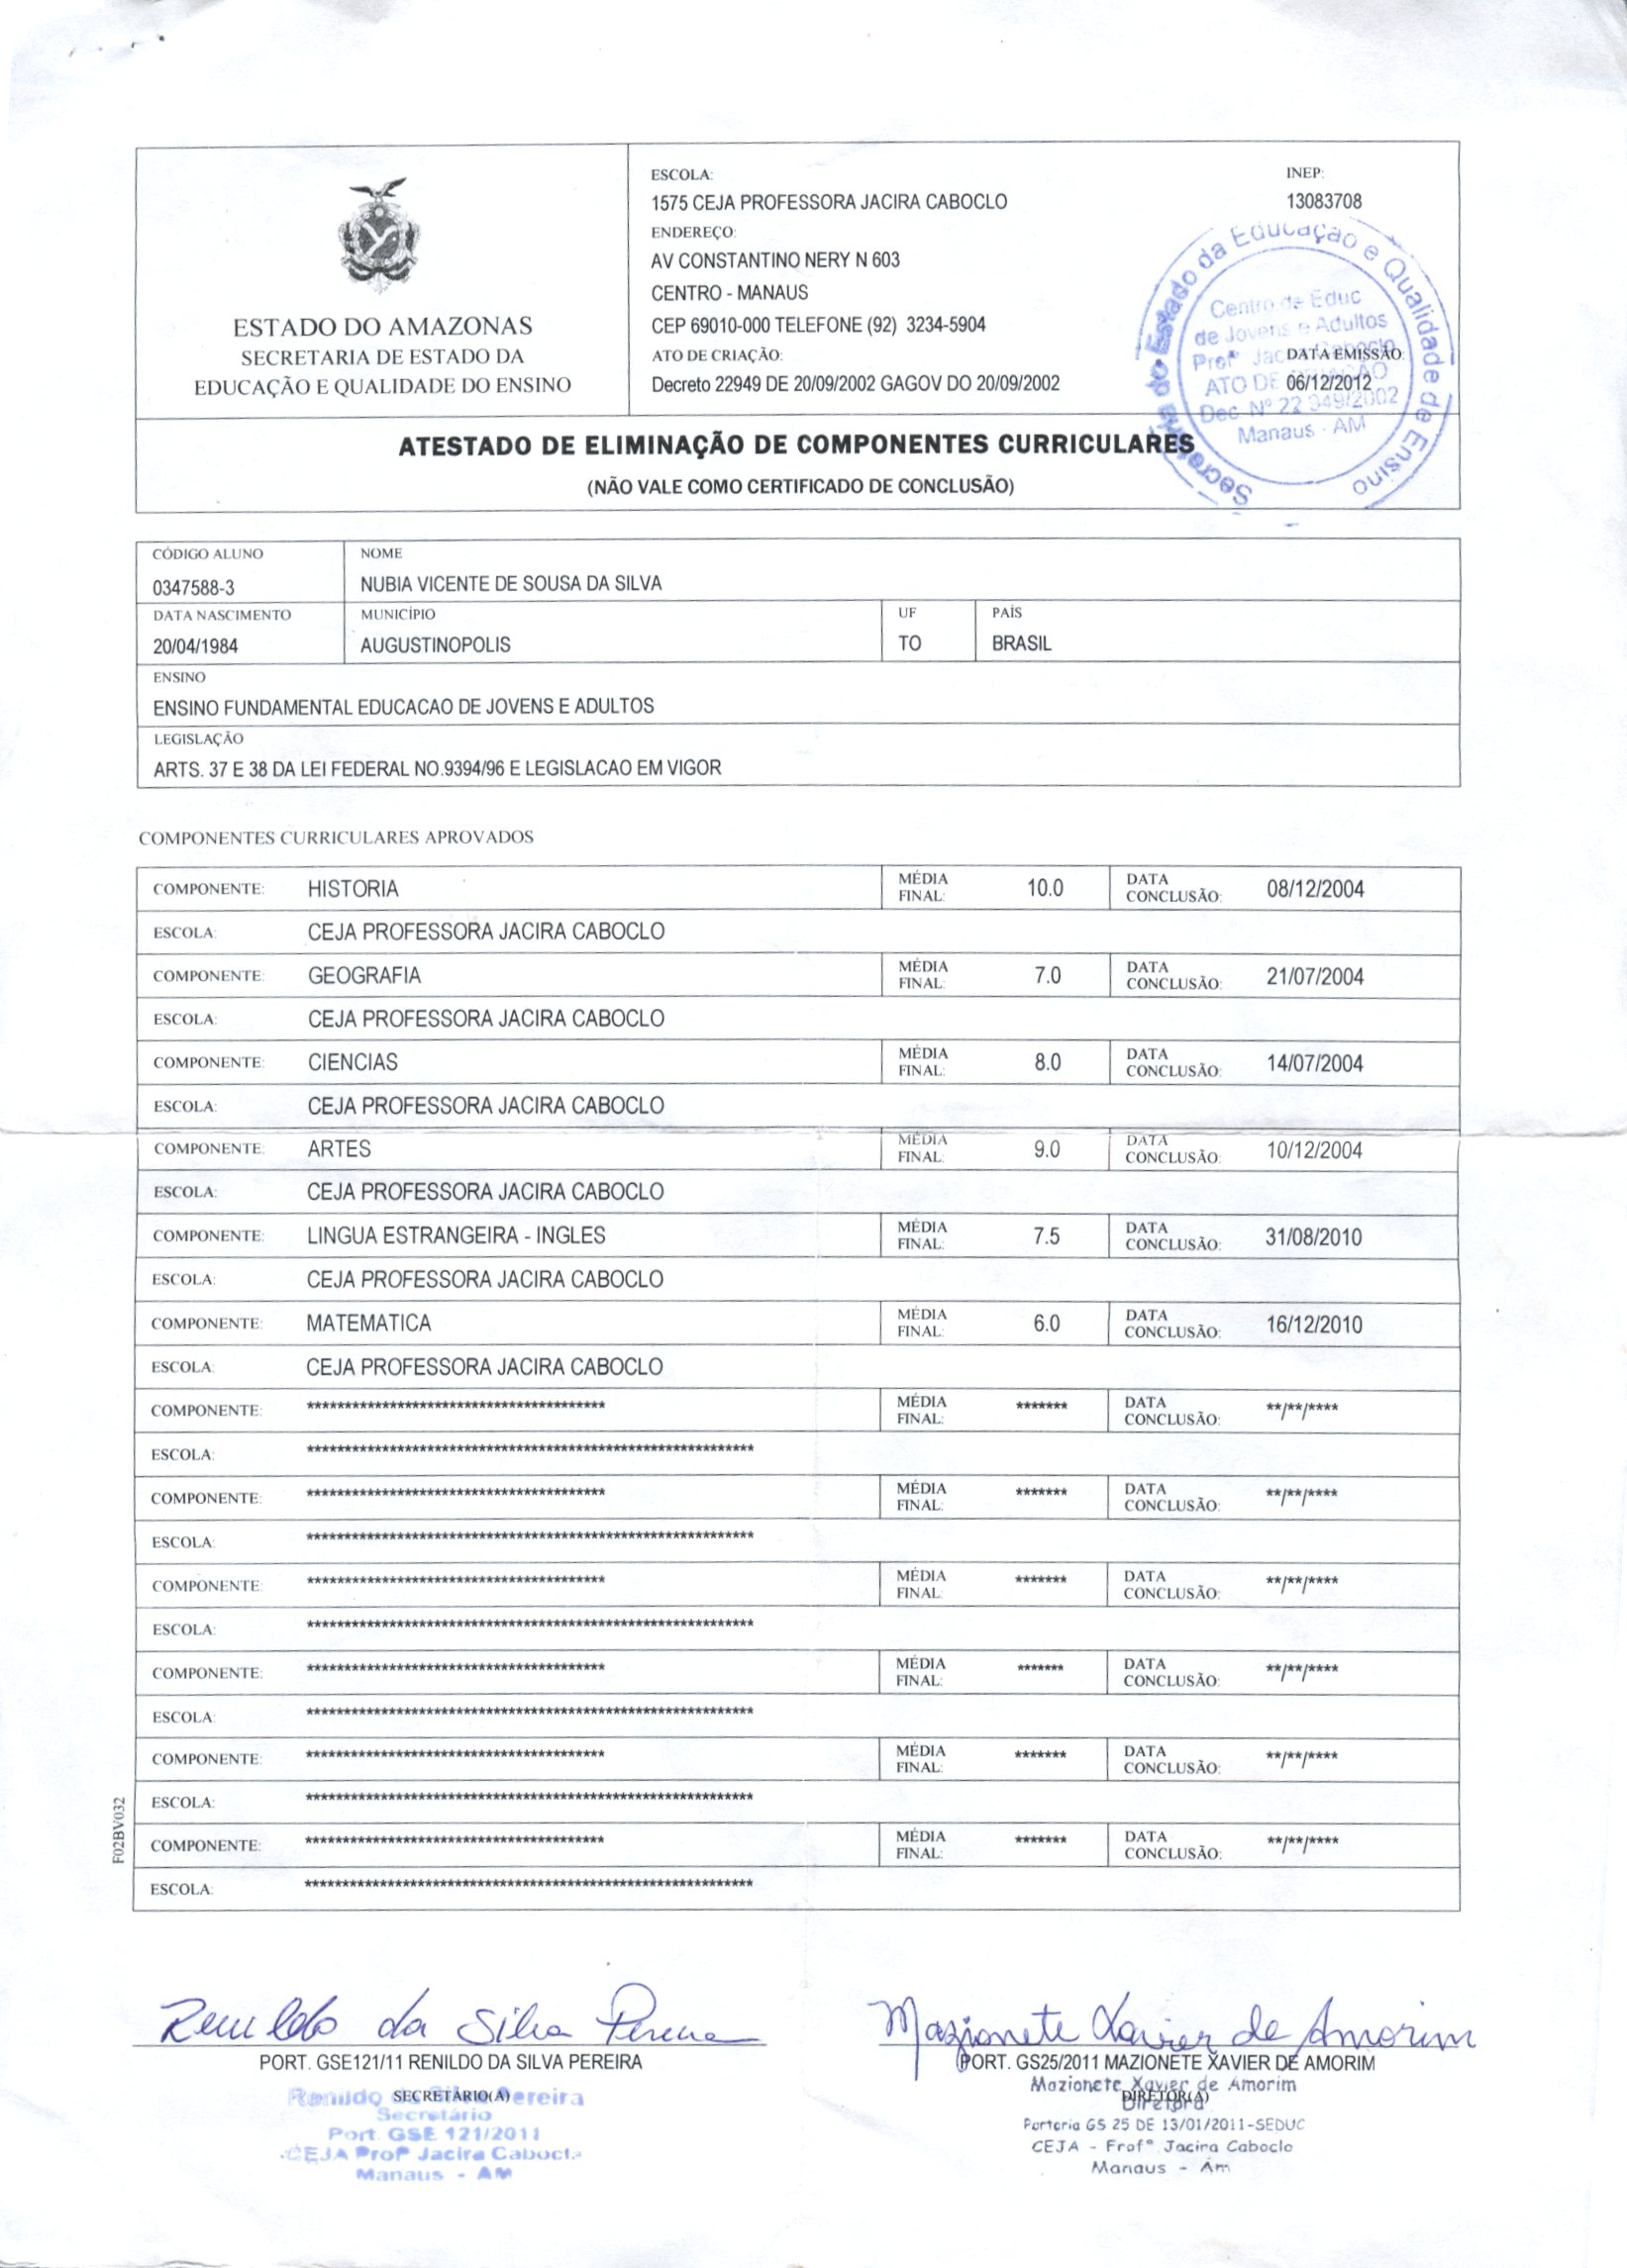 ESTADO DO AMAZONAS
SECRETARIA DE ESTADO DA
EDUCAÇÃO E QUALIDADE DO ENSINO
ESCOLA:
1575 CEJA PROFESSORA JACIRA CABOCLO
ENDEREÇO:
AV CONSTANTINO NERY N 603
CENTRO - MANAUS
CEP 69010-000 TELEFONE (92) 3234-5904
ATO DE CRIAÇÃO:
Decreto 22949 DE 20/09/2002 GAGOV DO 20/09/2002
INEP:
13083708
DATA EMISSÃO:
06/12/2012
Secretaria do Estado da Educação e Qualidade de Ensino
Centro de Educ
de Jovens e Adultos
Profª Jacira Caboclo
ATO DE CRIAÇÃO
Dec. Nº 22 949/2002
Manaus - AM
ATESTADO DE ELIMINAÇÃO DE COMPONENTES CURRICULARES
(NÃO VALE COMO CERTIFICADO DE CONCLUSÃO)
CÓDIGO ALUNO NOME
0347588-3 NUBIA VICENTE DE SOUSA DA SILVA
DATA NASCIMENTO MUNICÍPIO UF PAÍS
20/04/1984 AUGUSTINOPOLIS TO BRASIL
ENSINO
ENSINO FUNDAMENTAL EDUCACAO DE JOVENS E ADULTOS
LEGISLAÇÃO
ARTS. 37 E 38 DA LEI FEDERAL NO.9394/96 E LEGISLACAO EM VIGOR
COMPONENTES CURRICULARES APROVADOS
COMPONENTE: HISTORIA MÉDIA FINAL: 10.0 DATA CONCLUSÃO: 08/12/2004
ESCOLA: CEJA PROFESSORA JACIRA CABOCLO
COMPONENTE: GEOGRAFIA MÉDIA FINAL: 7.0 DATA CONCLUSÃO: 21/07/2004
ESCOLA: CEJA PROFESSORA JACIRA CABOCLO
COMPONENTE: CIENCIAS MÉDIA FINAL: 8.0 DATA CONCLUSÃO: 14/07/2004
ESCOLA: CEJA PROFESSORA JACIRA CABOCLO
COMPONENTE: ARTES MÉDIA FINAL: 9.0 DATA CONCLUSÃO: 10/12/2004
ESCOLA: CEJA PROFESSORA JACIRA CABOCLO
COMPONENTE: LINGUA ESTRANGEIRA - INGLES MÉDIA FINAL: 7.5 DATA CONCLUSÃO: 31/08/2010
ESCOLA: CEJA PROFESSORA JACIRA CABOCLO
COMPONENTE: MATEMATICA MÉDIA FINAL: 6.0 DATA CONCLUSÃO: 16/12/2010
ESCOLA: CEJA PROFESSORA JACIRA CABOCLO
COMPONENTE: **************************************** MÉDIA FINAL: ******* DATA CONCLUSÃO: **/**/****
ESCOLA: ************************************************************
COMPONENTE: **************************************** MÉDIA FINAL: ******* DATA CONCLUSÃO: **/**/****
ESCOLA: ************************************************************
COMPONENTE: **************************************** MÉDIA FINAL: ******* DATA CONCLUSÃO: **/**/****
ESCOLA: ************************************************************
COMPONENTE: **************************************** MÉDIA FINAL: ******* DATA CONCLUSÃO: **/**/****
ESCOLA: ************************************************************
COMPONENTE: **************************************** MÉDIA FINAL: ******* DATA CONCLUSÃO: **/**/****
ESCOLA: ************************************************************
COMPONENTE: **************************************** MÉDIA FINAL: ******* DATA CONCLUSÃO: **/**/****
ESCOLA: ************************************************************
F02BV032
Renildo da Silva Pereira
PORT. GSE121/11 RENILDO DA SILVA PEREIRA
SECRETÁRIO(A)
Renildo da Silva Pereira
Secretário
Port. GSE 121/2011
CEJA Profª Jacira Caboclo
Manaus - AM
Mazionete Xavier de Amorim
PORT. GS25/2011 MAZIONETE XAVIER DE AMORIM
DIRETOR(A)
Mazionete Xavier de Amorim
Diretora
Portaria GS 25 DE 13/01/2011-SEDUC
CEJA - Profª Jacira Caboclo
Manaus - Am